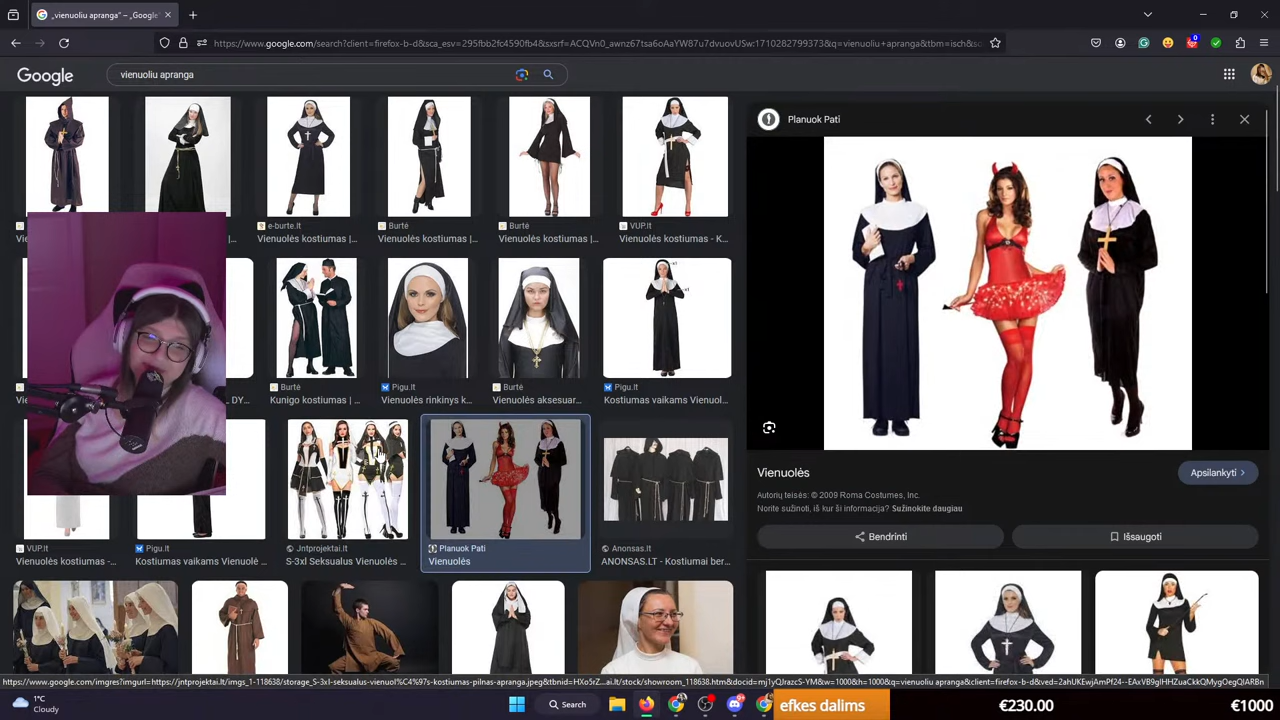 „vienuoliu apranga“ – „Google“
https://www.google.com/search?client=firefox-b-d&sca_esv=295fbb2fc4590fb4&sxsrf=ACQVn0_awnz67tsa6oAaYW87u7dvuovUSw:1710282799373&q=vienuoliu+apranga&tbm=isch&
0
Google
vienuoliu apranga
Planuok Pati
e-burte.lt
Vienuolės kostiumas |...
Burtė
Vienuolės kostiumas |...
Burtė
Vienuolės kostiumas |...
VUP.lt
Vienuolės kostiumas - K...
Burtė
Kunigo kostiumas | ...
Pigu.lt
Vienuolės rinkinys k...
Burtė
Vienuolės aksesuar...
Pigu.lt
Kostiumas vaikams Vienuol...
Vienuolės
Apsilankyti
Autorių teisės: © 2009 Roma Costumes, Inc.
Norite sužinoti, iš kur ši informacija? Sužinokite daugiau
Bendrinti
Išsaugoti
VUP.lt
Vienuolės kostiumas -...
Pigu.lt
Kostiumas vaikams Vienuolė ...
Jntprojektai.lt
S-3xl Seksualus Vienuolės ...
Planuok Pati
Vienuolės
Anonsas.lt
ANONSAS.LT - Kostiumai ber...
1°C
Cloudy
Search
efkes dalims
€230.00
€1000